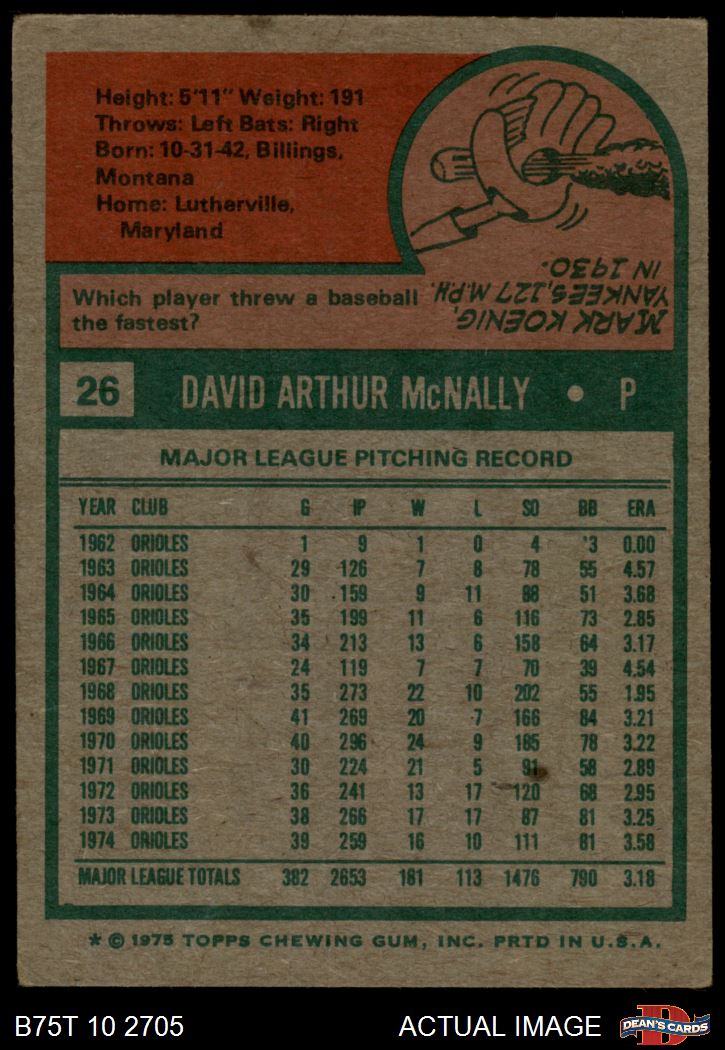 Height: 5'11" Weight: 191
Throws: Left Bats: Right
Born: 10-31-42, Billings,
Montana
Home: Lutherville,
Maryland
Which player threw a baseball
the fastest?
MARK KOENIG,
YANKEES, 127 M.P.H.
IN 1930.
26 DAVID ARTHUR McNALLY • P
MAJOR LEAGUE PITCHING RECORD
YEAR CLUB G IP W L SO BB ERA
1962 ORIOLES 1 9 1 0 4 3 0.00
1963 ORIOLES 29 126 7 8 78 55 4.57
1964 ORIOLES 30 159 9 11 88 51 3.68
1965 ORIOLES 35 199 11 6 116 73 2.85
1966 ORIOLES 34 213 13 6 158 64 3.17
1967 ORIOLES 24 119 7 7 70 39 4.54
1968 ORIOLES 35 273 22 10 202 55 1.95
1969 ORIOLES 41 269 20 7 166 84 3.21
1970 ORIOLES 40 296 24 9 185 78 3.22
1971 ORIOLES 30 224 21 5 91 58 2.89
1972 ORIOLES 36 241 13 17 120 68 2.95
1973 ORIOLES 38 266 17 17 87 81 3.25
1974 ORIOLES 39 259 16 10 111 81 3.58
MAJOR LEAGUE TOTALS 382 2653 181 113 1476 790 3.18
* © 1975 TOPPS CHEWING GUM, INC. PRTD IN U.S.A.
B75T 10 2705 ACTUAL IMAGE DEAN'S CARDS